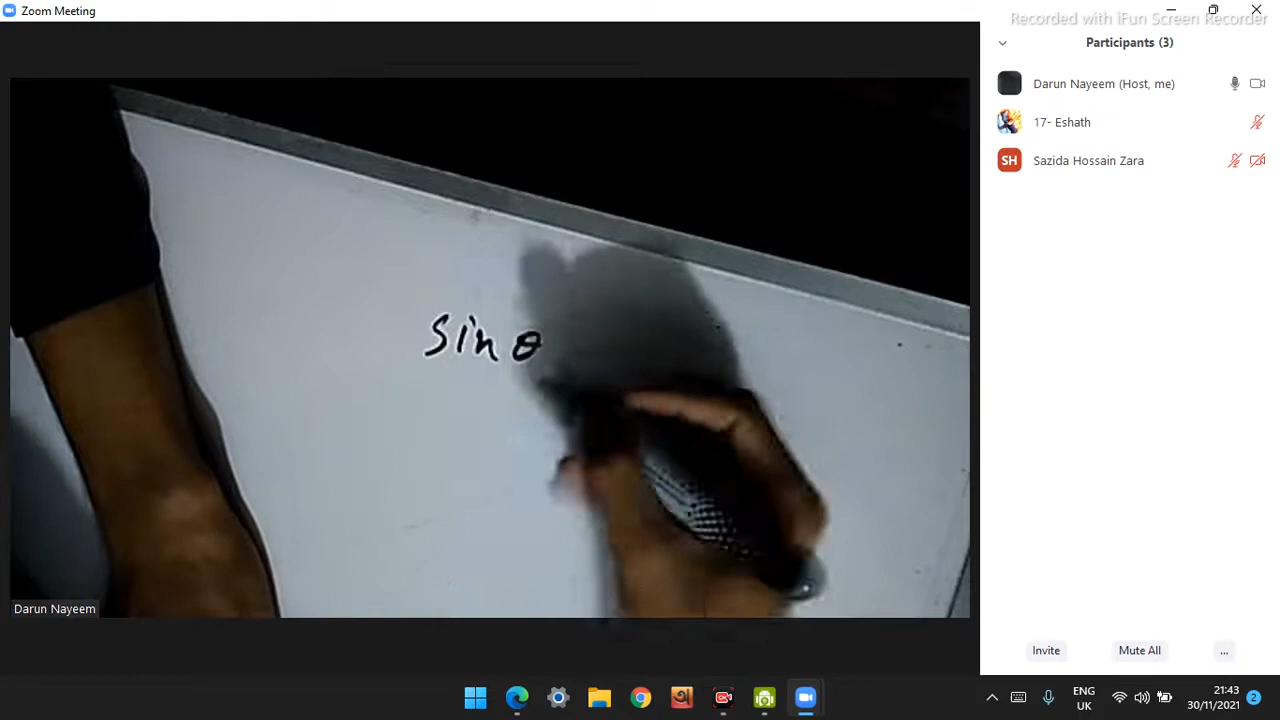 Zoom Meeting
Recorded with iFun Screen Recorder
Participants (3)
Darun Nayeem (Host, me)
17- Eshath
SH Sazida Hossain Zara
sin θ
Darun Nayeem
Invite Mute All ...
অ
ENG
UK
21:43
30/11/2021
2